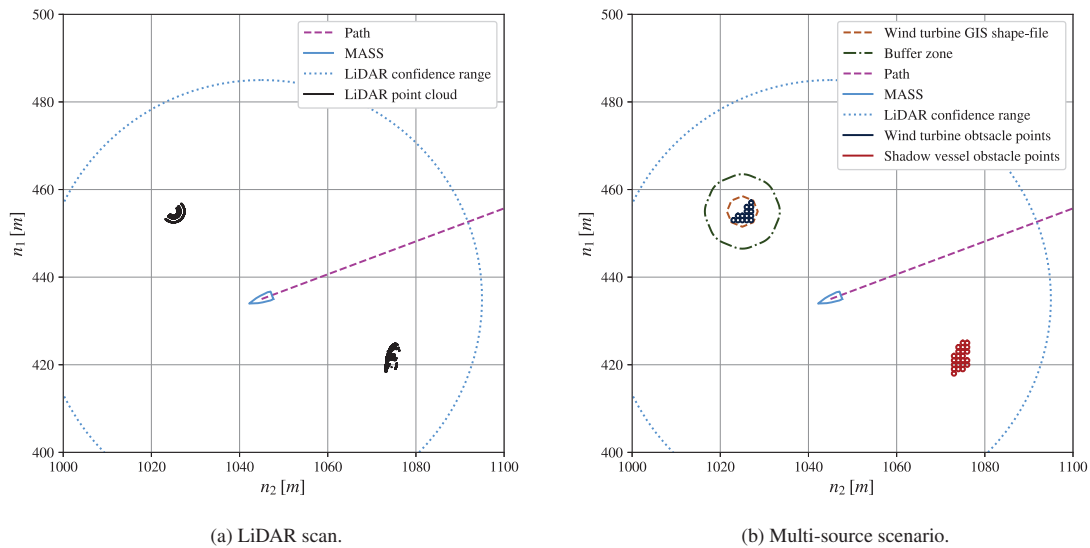 500
480
460
440
420
400
n1 [m]
1000
1020
1040
1060
1080
1100
n2 [m]
Path
MASS
LiDAR confidence range
LiDAR point cloud
(a) LiDAR scan.
500
480
460
440
420
400
n1 [m]
1000
1020
1040
1060
1080
1100
n2 [m]
Wind turbine GIS shape-file
Buffer zone
Path
MASS
LiDAR confidence range
Wind turbine obtsacle points
Shadow vessel obstacle points
(b) Multi-source scenario.